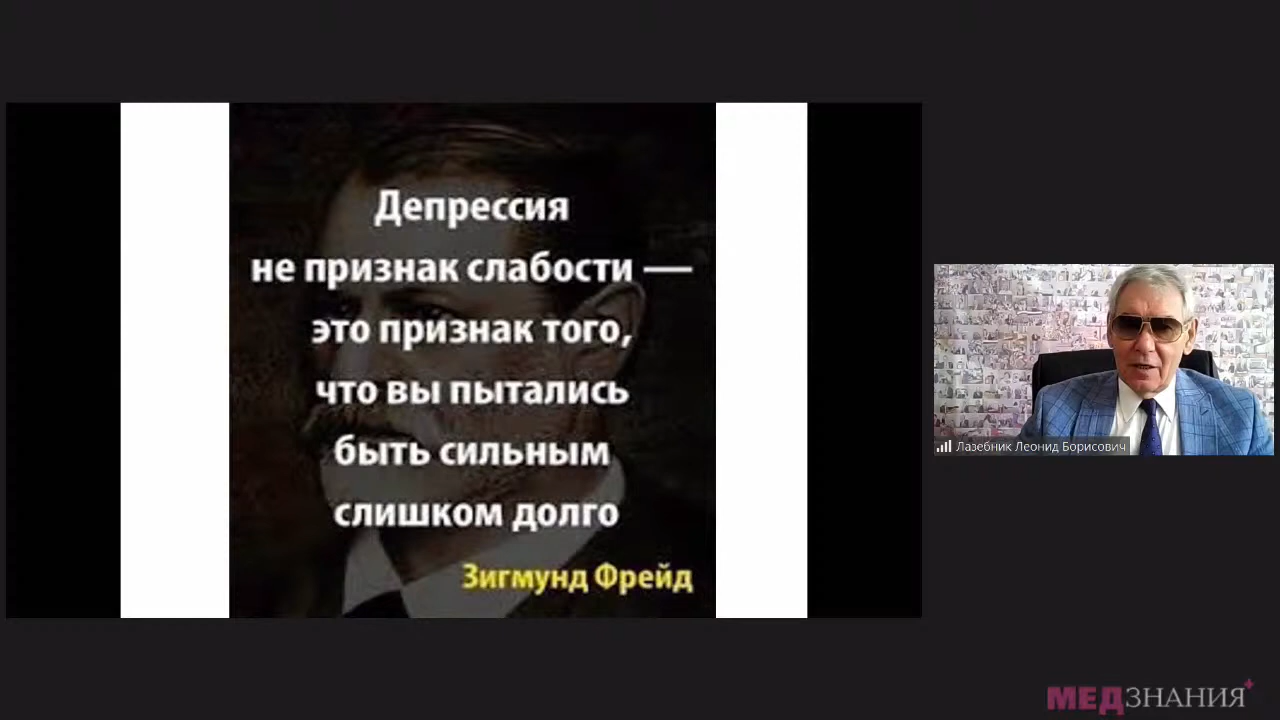 Депрессия
не признак слабости —
это признак того,
что вы пытались
быть сильным
слишком долго
Зигмунд Фрейд
Лазебник Леонид Борисович
МЕДЗНАНИЯ+